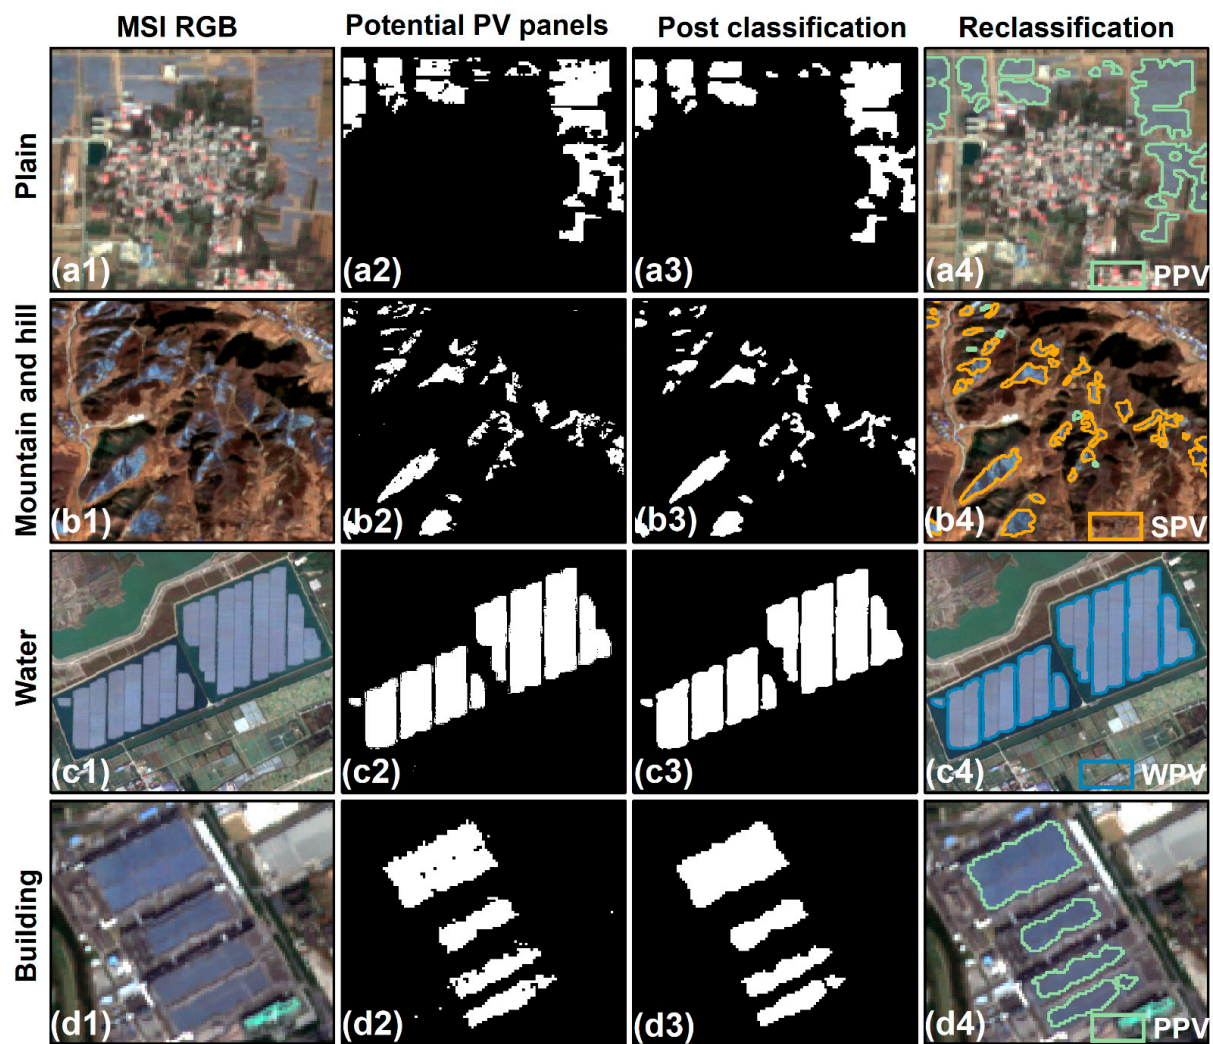 MSI RGB Potential PV panels Post classification Reclassification
Plain
(a1) (a2) (a3) (a4) PPV
Mountain and hill
(b1) (b2) (b3) (b4) SPV
Water
(c1) (c2) (c3) (c4) WPV
Building
(d1) (d2) (d3) (d4) PPV